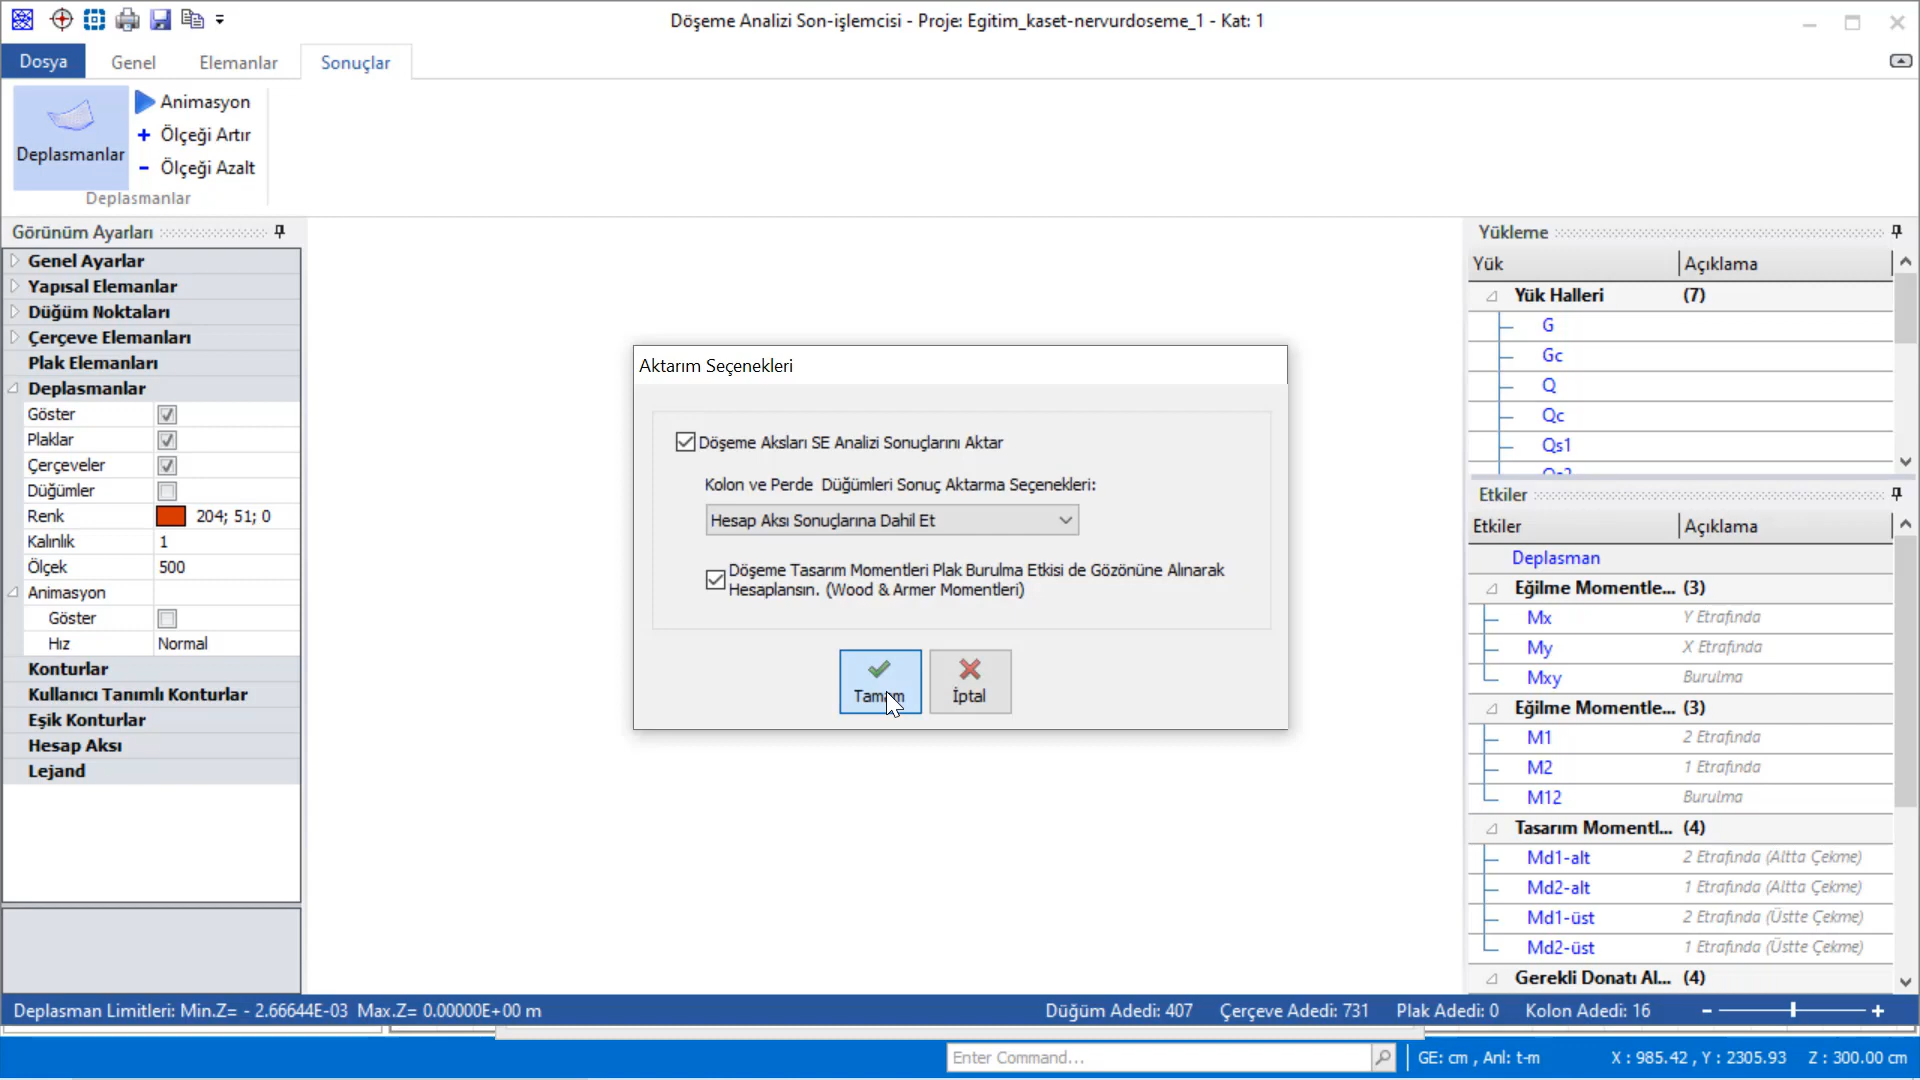 Döşeme Analizi Son-işlemcisi - Proje: Egitim_kaset-nervurdoseme_1 - Kat: 1
Dosya
Genel
Elemanlar
Sonuçlar
Deplasmanlar
Animasyon
Ölçeği Artır
Ölçeği Azalt
Deplasmanlar
Görünüm Ayarları
Genel Ayarlar
Yapısal Elemanlar
Düğüm Noktaları
Çerçeve Elemanları
Plak Elemanları
Deplasmanlar
Göster
Plaklar
Çerçeveler
Düğümler
Renk 204; 51; 0
Kalınlık 1
Ölçek 500
Animasyon
Göster
Hız Normal
Konturlar
Kullanıcı Tanımlı Konturlar
Eşik Konturlar
Hesap Aksı
Lejand
Aktarım Seçenekleri
Döşeme Aksları SE Analizi Sonuçlarını Aktar
Kolon ve Perde Düğümleri Sonuç Aktarma Seçenekleri:
Hesap Aksı Sonuçlarına Dahil Et
Döşeme Tasarım Momentleri Plak Burulma Etkisi de Gözönüne Alınarak
Hesaplansın. (Wood & Armer Momentleri)
Tamam
İptal
Yükleme
Yük Açıklama
Yük Halleri (7)
G
Gc
Q
Qc
Qs1
Etkiler
Etkiler Açıklama
Deplasman
Eğilme Momentle... (3)
Mx Y Etrafında
My X Etrafında
Mxy Burulma
Eğilme Momentle... (3)
M1 2 Etrafında
M2 1 Etrafında
M12 Burulma
Tasarım Momentl... (4)
Md1-alt 2 Etrafında (Altta Çekme)
Md2-alt 1 Etrafında (Altta Çekme)
Md1-üst 2 Etrafında (Üstte Çekme)
Md2-üst 1 Etrafında (Üstte Çekme)
Gerekli Donatı Al... (4)
Deplasman Limitleri: Min.Z= - 2.66644E-03 Max.Z= 0.00000E+00 m
Düğüm Adedi: 407 Çerçeve Adedi: 731 Plak Adedi: 0 Kolon Adedi: 16
Enter Command...
GE: cm , Anl: t-m
X : 985.42 , Y : 2305.93 Z : 300.00 cm